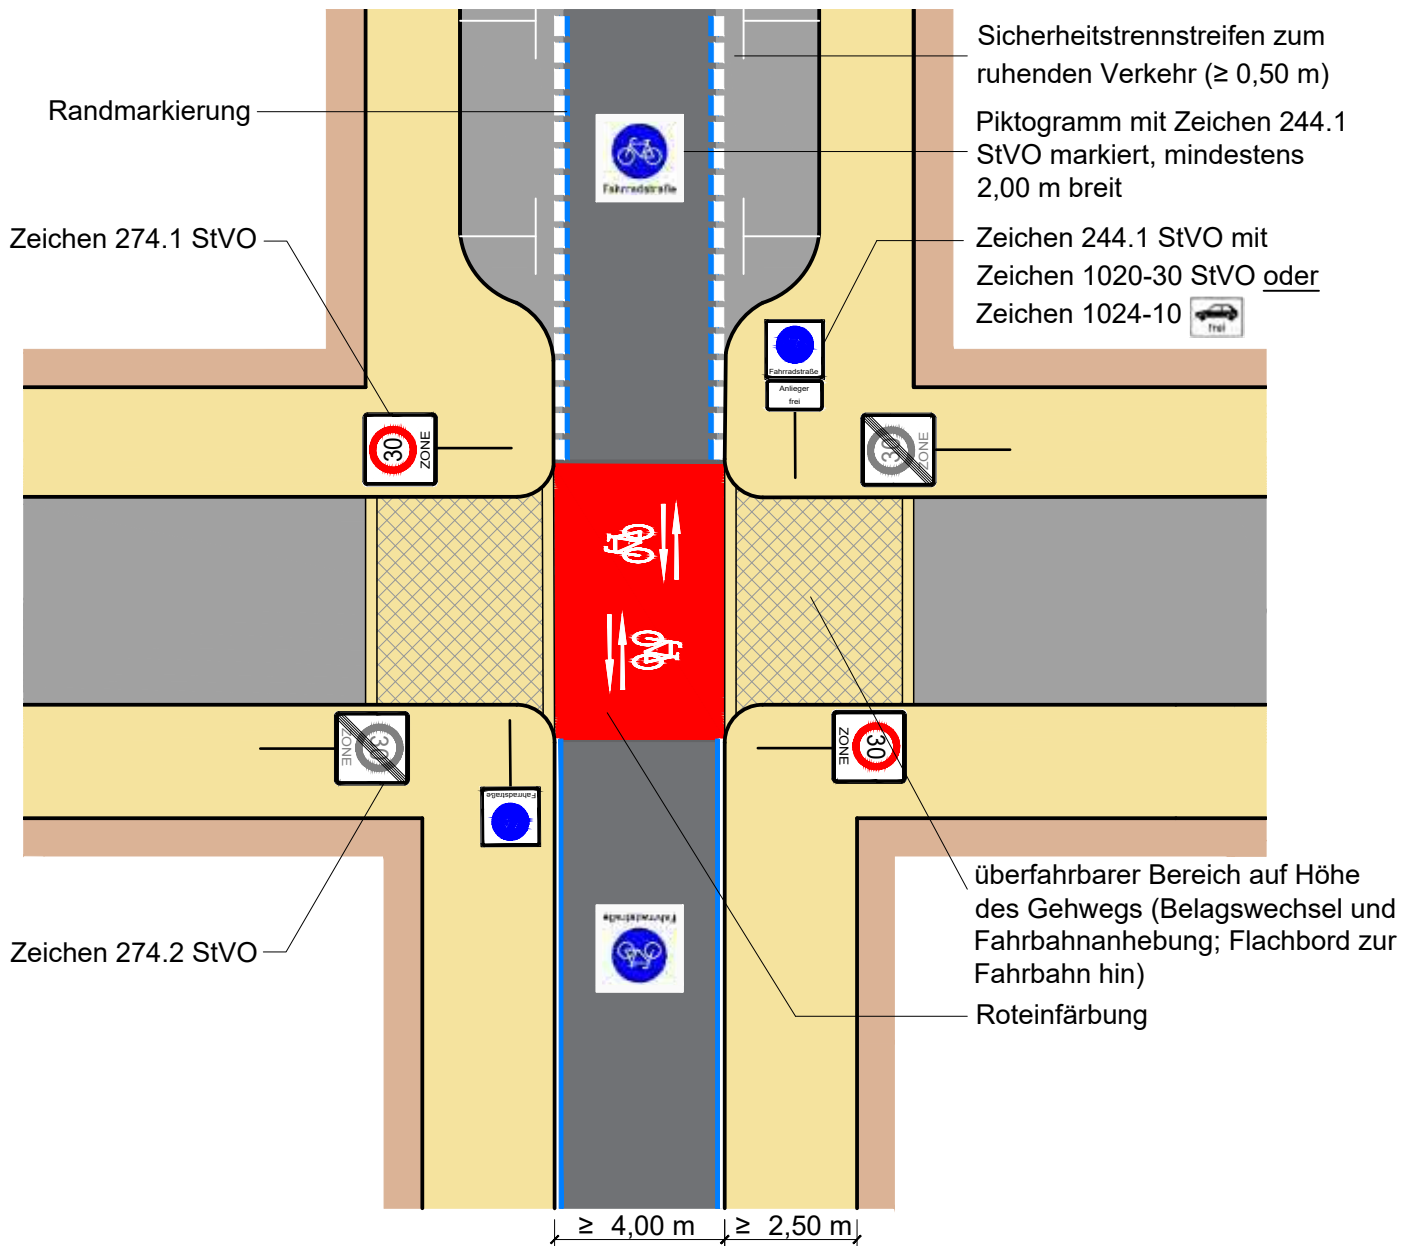 Sicherheitstrennstreifen zum
ruhenden Verkehr (≥ 0,50 m)
Randmarkierung
Piktogramm mit Zeichen 244.1
StVO markiert, mindestens
2,00 m breit
Fahrradstraße
Zeichen 274.1 StVO
Zeichen 244.1 StVO mit
Zeichen 1020-30 StVO oder
Zeichen 1024-10
frei
Fahrradstraße
Anlieger
frei
30
ZONE
30
ZONE
30
ZONE
30
ZONE
Fahrradstraße
Fahrradstraße
Zeichen 274.2 StVO
überfahrbarer Bereich auf Höhe
des Gehwegs (Belagswechsel und
Fahrbahnanhebung; Flachbord zur
Fahrbahn hin)
Roteinfärbung
≥ 4,00 m
≥ 2,50 m